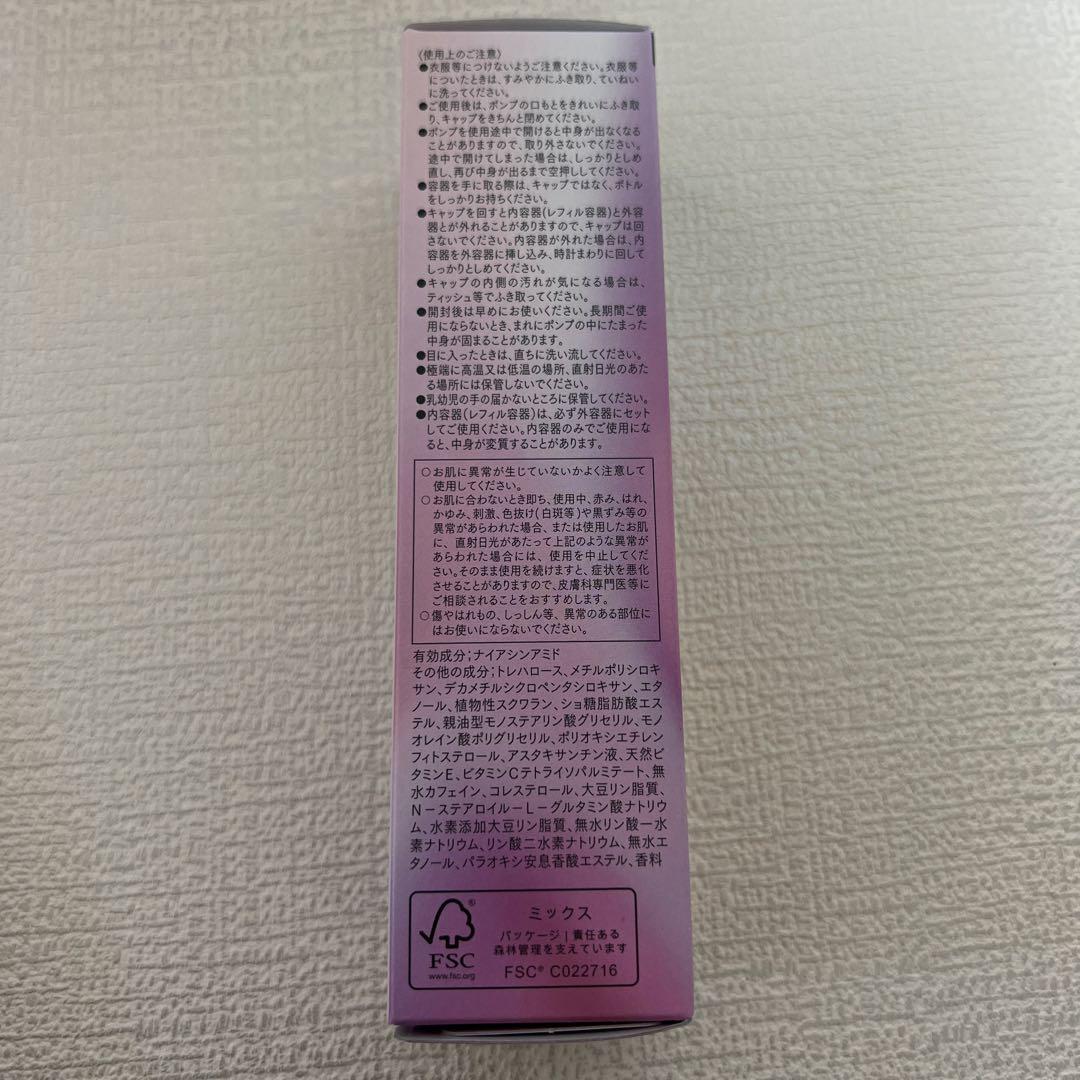 〈使用上のご注意〉
●衣服等につけないようご注意ください。衣服等
についたときは、すみやかにふき取り、ていねい
に洗ってください。
●ご使用後は、ポンプの口もとをきれいにふき取
り、キャップをきちんと閉めてください。
●ポンプを使用途中で開けると中身が出なくなる
ことがありますので、取り外さないでください。
途中で開けてしまった場合は、しっかりとしめ
直し、再び中身が出るまで空押ししてください。
●容器を手に取る際は、キャップではなく、ボトル
をしっかりお持ちください。
●キャップを回すと内容器(レフィル容器)と外容
器とが外れることがありますので、キャップは回
さないでください。内容器が外れた場合は、内
容器を外容器に挿し込み、時計まわりに回して
しっかりとしめてください。
●キャップの内側の汚れが気になる場合は、
ティッシュ等でふき取ってください。
●開封後は早めにお使いください。長期間ご使
用にならないとき、まれにポンプの中にたまった
中身が固まることがあります。
●目に入ったときは、直ちに洗い流してください。
●極端に高温又は低温の場所、直射日光のあた
る場所には保管しないでください。
●乳幼児の手の届かないところに保管してください。
●内容器(レフィル容器)は、必ず外容器にセット
してご使用ください。内容器のみでご使用にな
ると、中身が変質することがあります。
○お肌に異常が生じていないかよく注意して
使用してください。
○お肌に合わないとき即ち、使用中、赤み、はれ、
かゆみ、刺激、色抜け(白斑等)や黒ずみ等の
異常があらわれた場合、または使用したお肌
に、直射日光があたって上記のような異常が
あらわれた場合には、使用を中止してくだ
さい。そのまま使用を続けますと、症状を悪化
させることがありますので、皮膚科専門医等に
ご相談されることをおすすめします。
○傷やはれもの、しっしん等、異常のある部位に
はお使いにならないでください。
有効成分；ナイアシンアミド
その他の成分；トレハロース、メチルポリシロキ
サン、デカメチルシクロペンタシロキサン、エタ
ノール、植物性スクワラン、ショ糖脂肪酸エス
テル、親油型モノステアリン酸グリセリル、モノ
オレイン酸ポリグリセリル、ポリオキシエチレン
フィトステロール、アスタキサンチン液、天然ビ
タミンE、ビタミンCテトライソパルミテート、無
水カフェイン、コレステロール、大豆リン脂質、
N－ステアロイル－L－グルタミン酸ナトリウ
ム、水素添加大豆リン脂質、無水リン酸一水
素ナトリウム、リン酸二水素ナトリウム、無水エ
タノール、パラオキシ安息香酸エステル、香料
FSC®
www.fsc.org
ミックス
パッケージ | 責任ある
森林管理を支えています
FSC® C022716